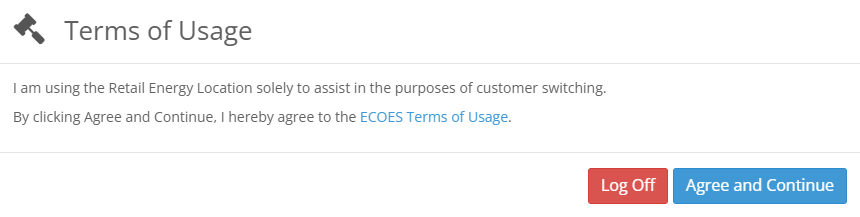 Terms of Usage
I am using the Retail Energy Location solely to assist in the purposes of customer switching.
By clicking Agree and Continue, I hereby agree to the ECOES Terms of Usage.
Log Off
Agree and Continue